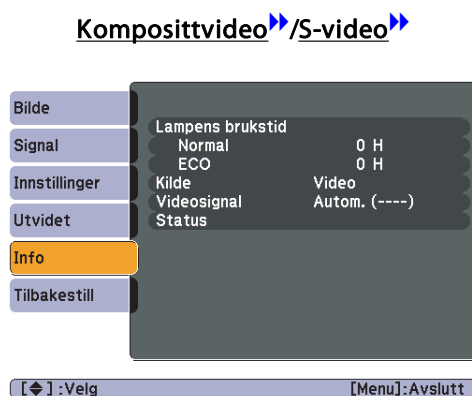 Komposittvideo/S-video
Bilde
Signal
Innstillinger
Utvidet
Info
Tilbakestill
Lampens brukstid
Normal 0 H
ECO 0 H
Kilde Video
Videosignal Autom. (----)
Status
[◆] :Velg [Menu]:Avslutt